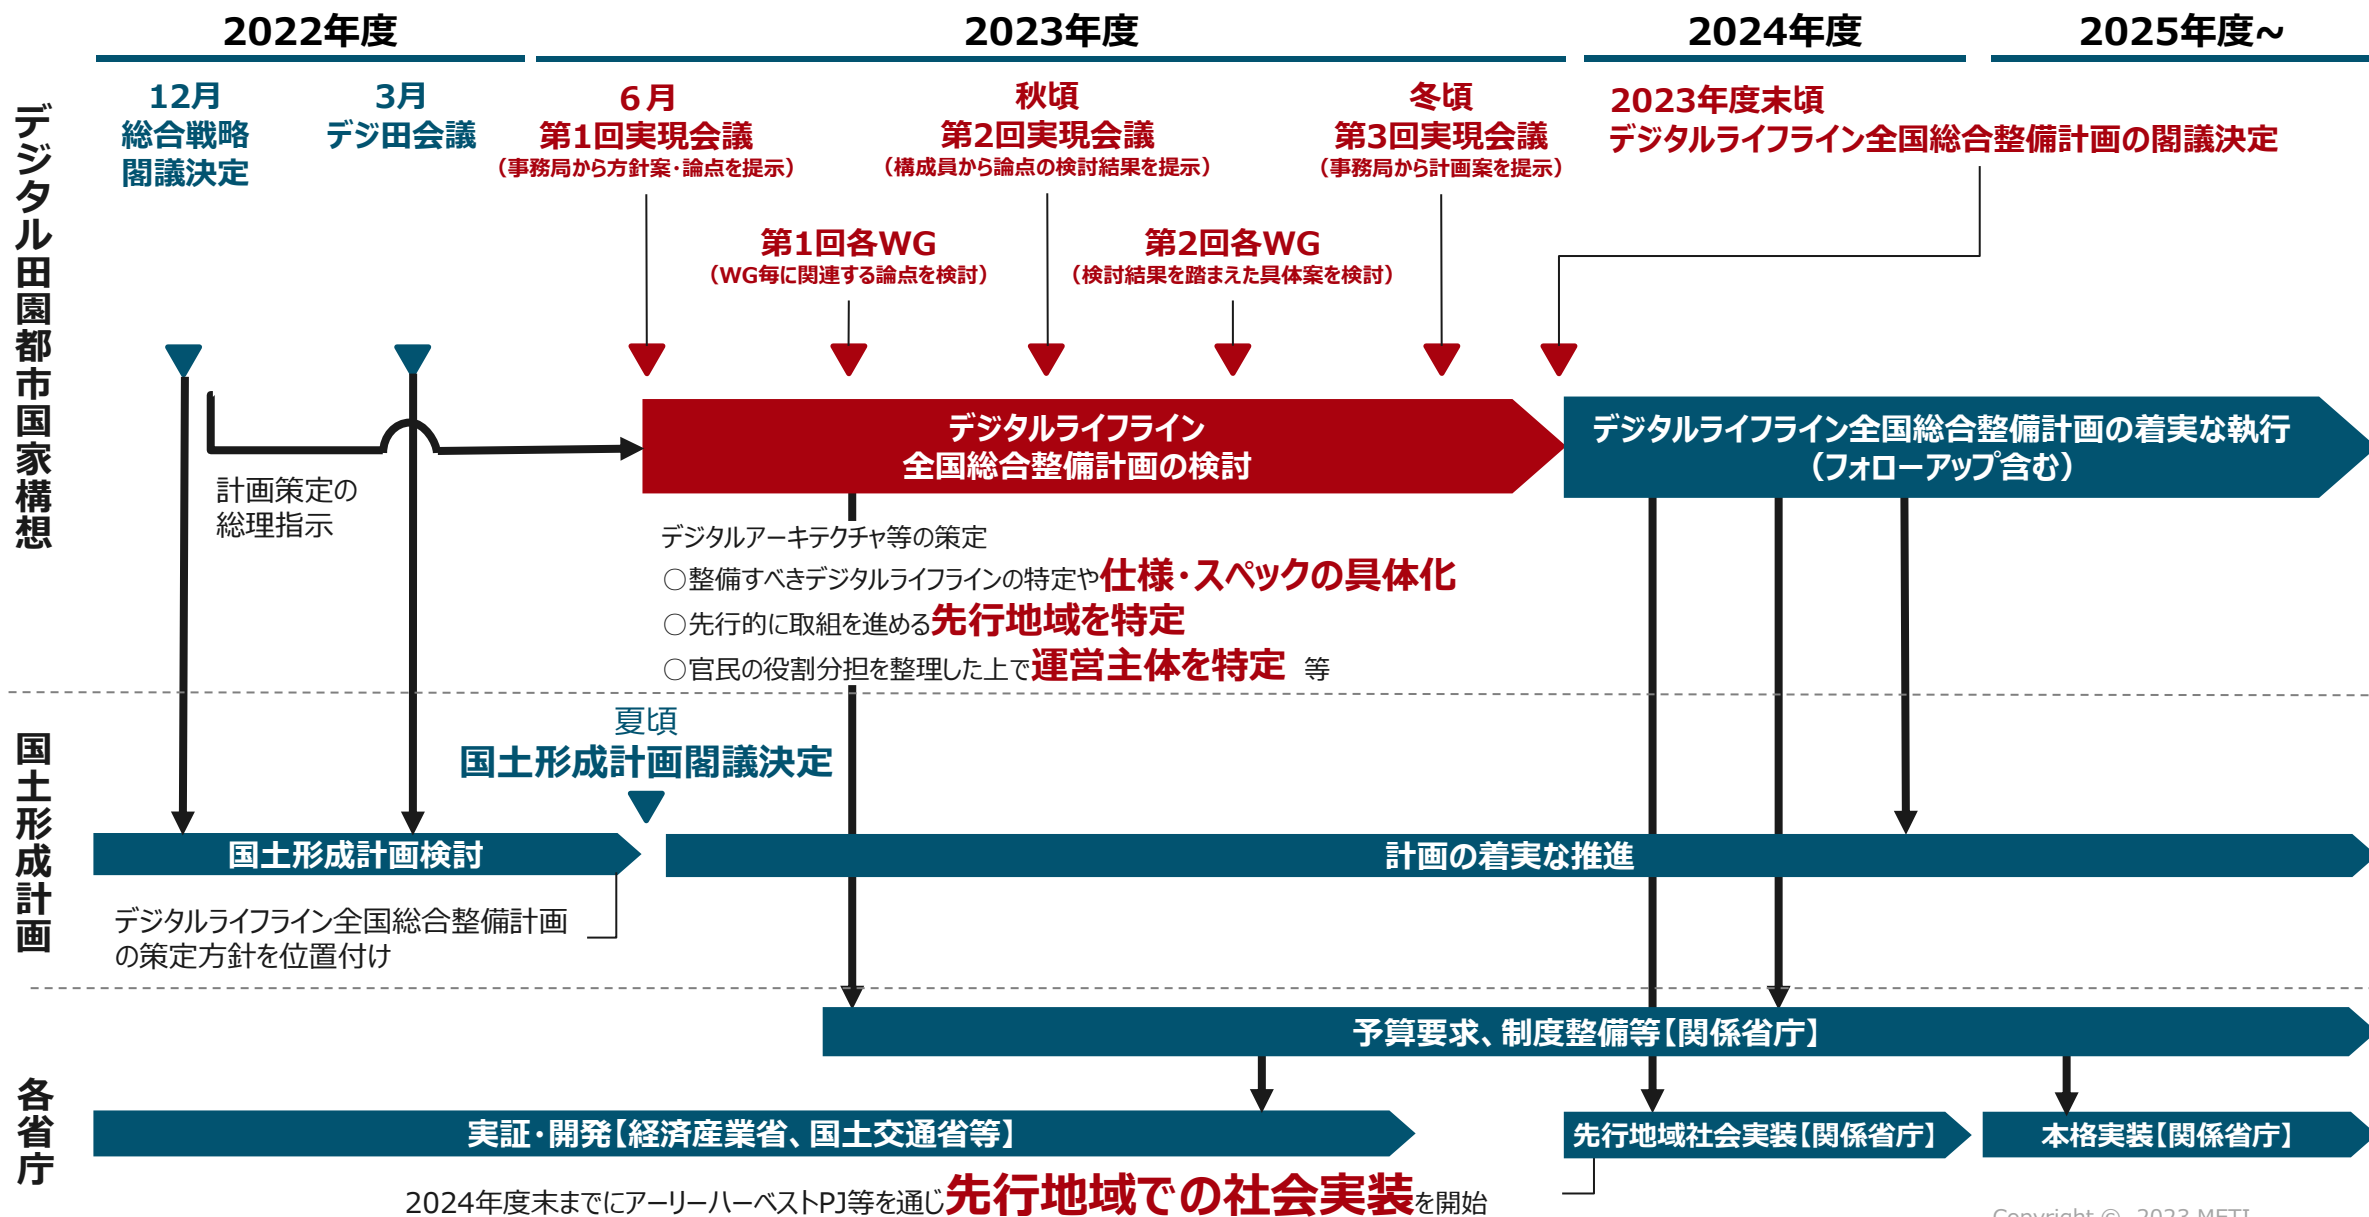 2022年度
2023年度
2024年度
2025年度~
デジタル田園都市国家構想
12月
総合戦略
閣議決定
3月
デジ田会議
６月
第1回実現会議
（事務局から方針案・論点を提示）
秋頃
第2回実現会議
（構成員から論点の検討結果を提示）
冬頃
第3回実現会議
（事務局から計画案を提示）
2023年度末頃
デジタルライフライン全国総合整備計画の閣議決定
第1回各WG
（WG毎に関連する論点を検討）
第2回各WG
（検討結果を踏まえた具体案を検討）
デジタルライフライン
全国総合整備計画の検討
デジタルライフライン全国総合整備計画の着実な執行
（フォローアップ含む）
計画策定の
総理指示
デジタルアーキテクチャ等の策定
○整備すべきデジタルライフラインの特定や仕様・スペックの具体化
○先行的に取組を進める先行地域を特定
○官民の役割分担を整理した上で運営主体を特定　等
国土形成計画
夏頃
国土形成計画閣議決定
国土形成計画検討
計画の着実な推進
デジタルライフライン全国総合整備計画
の策定方針を位置付け
各省庁
予算要求、制度整備等【関係省庁】
実証・開発【経済産業省、国土交通省等】
先行地域社会実装【関係省庁】
本格実装【関係省庁】
2024年度末までにアーリーハーベストPJ等を通じ先行地域での社会実装を開始
Copyright © 2023 METI